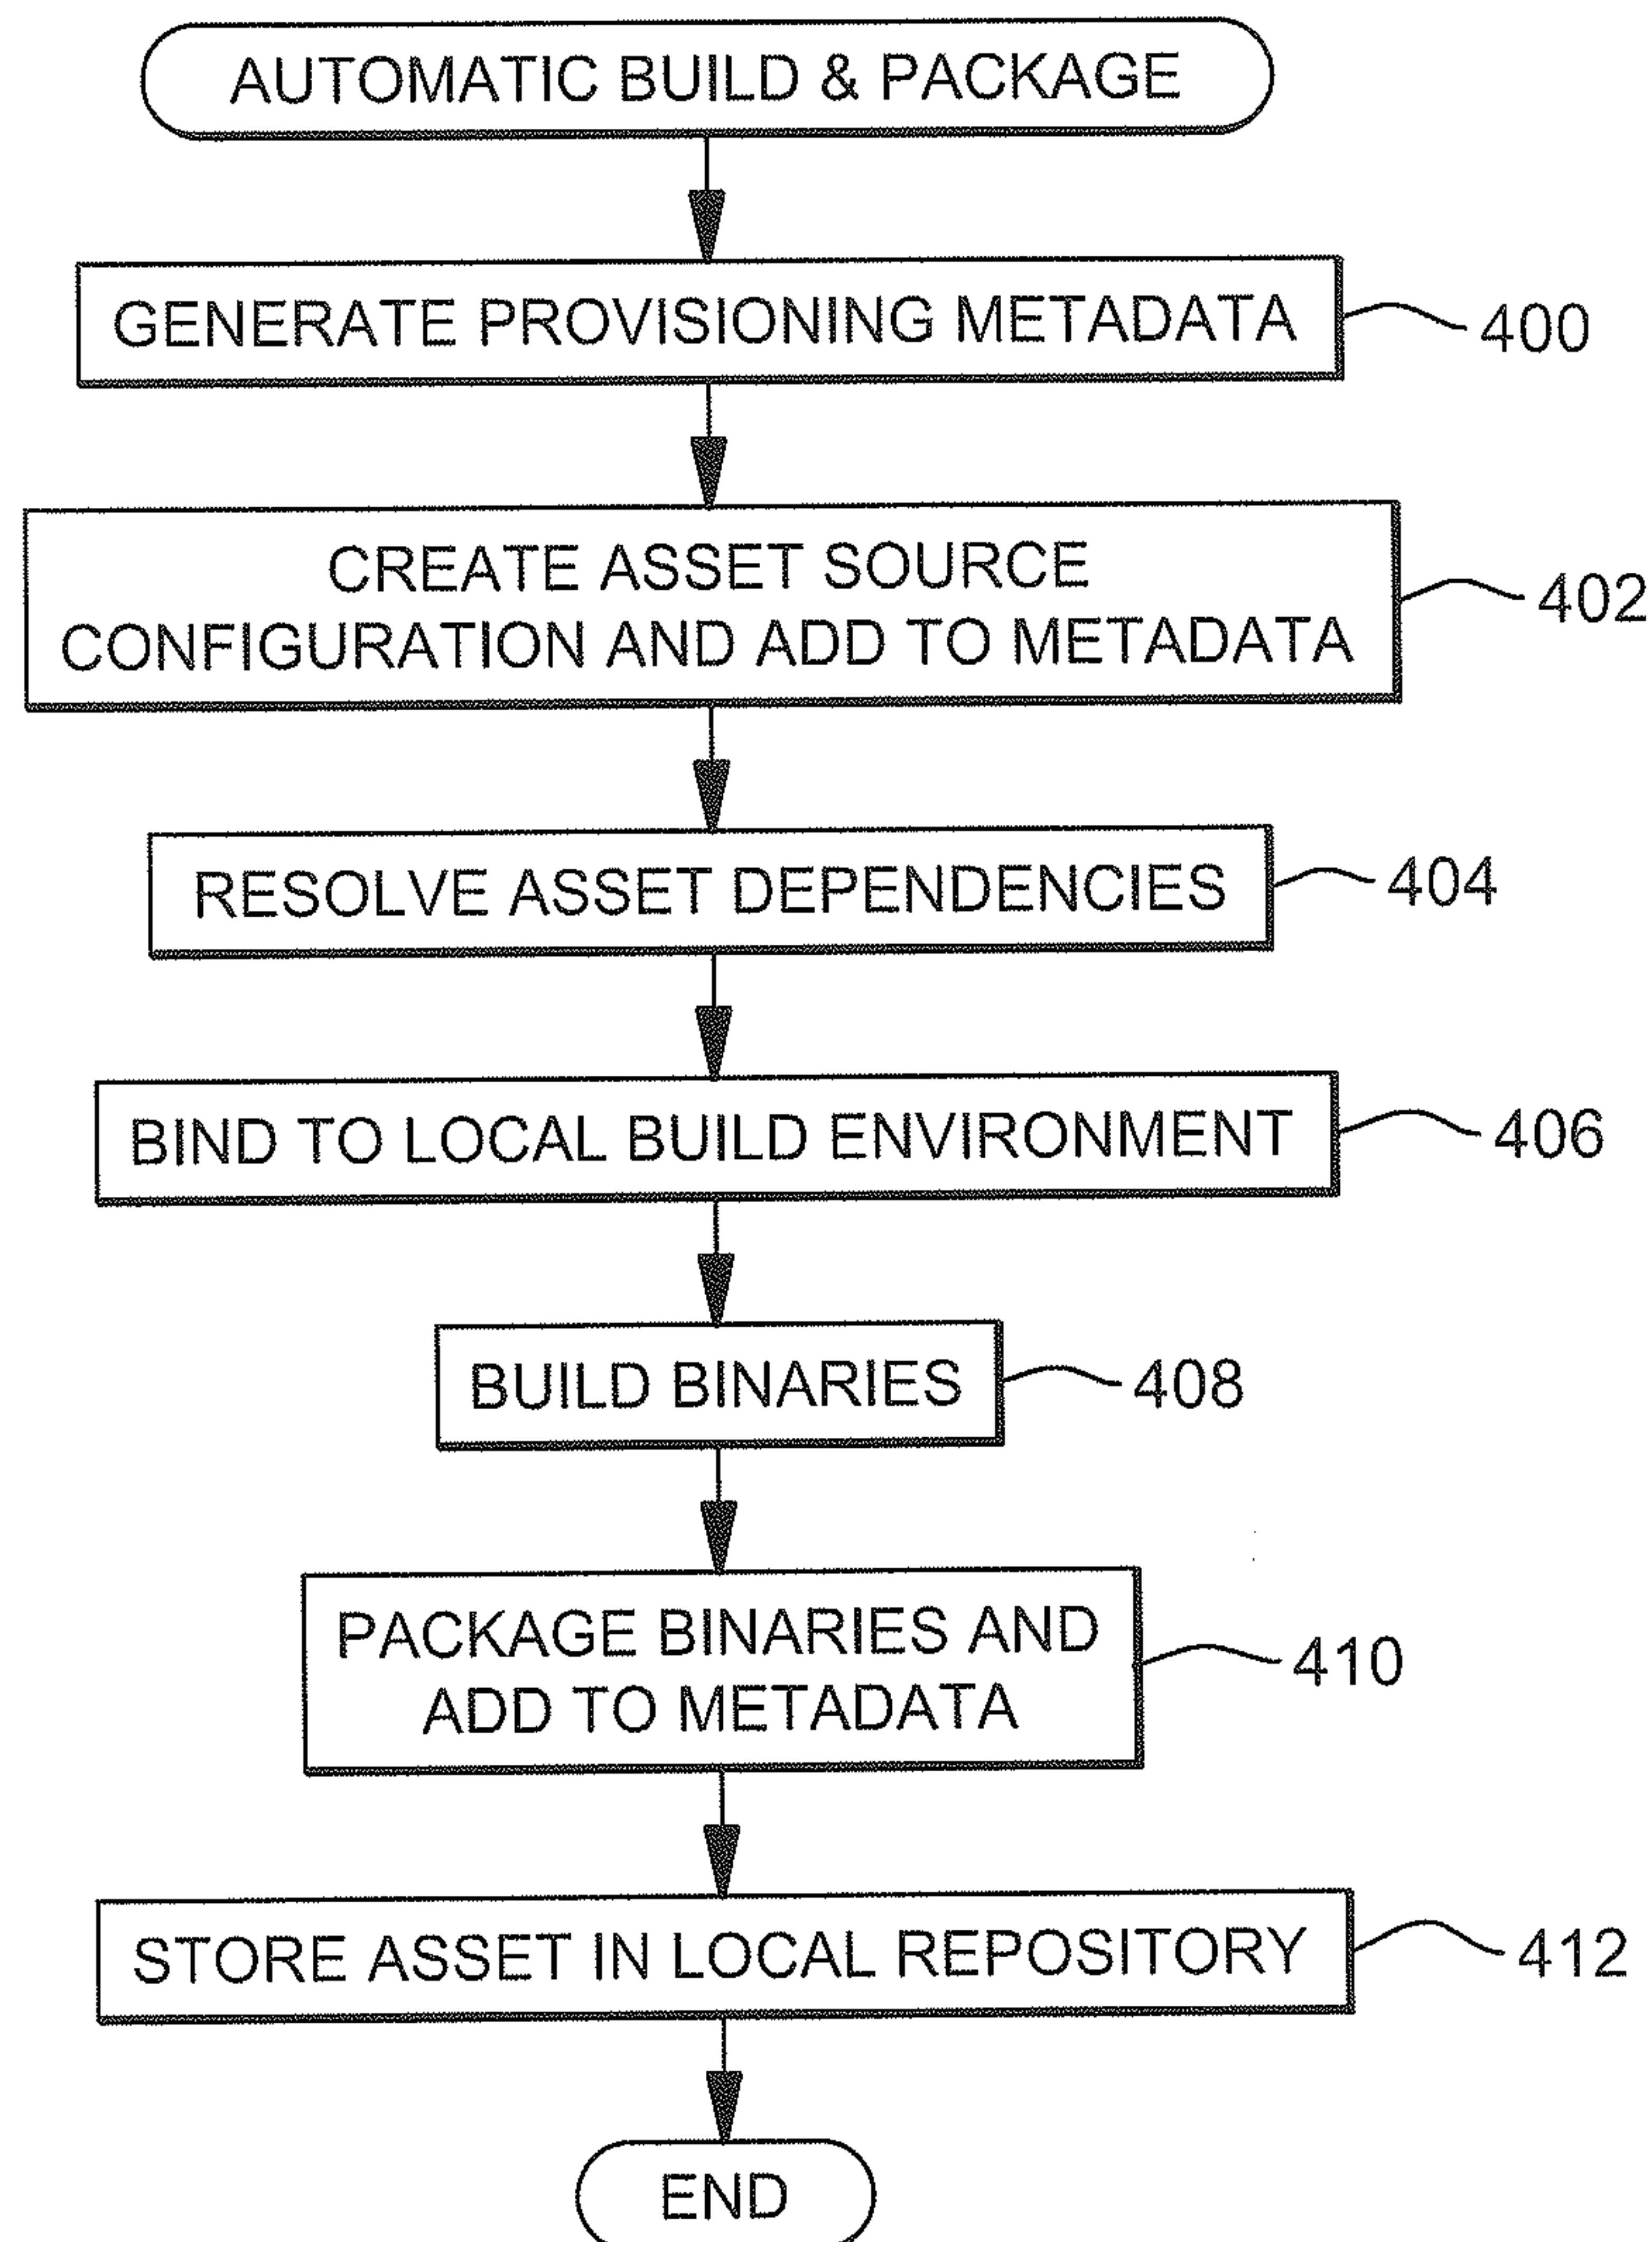 AUTOMATIC BUILD & PACKAGE
GENERATE PROVISIONING METADATA
400
CREATE ASSET SOURCE
CONFIGURATION AND ADD TO METADATA
402
RESOLVE ASSET DEPENDENCIES
404
BIND TO LOCAL BUILD ENVIRONMENT
406
BUILD BINARIES
408
PACKAGE BINARIES AND
ADD TO METADATA
410
STORE ASSET IN LOCAL REPOSITORY
412
END